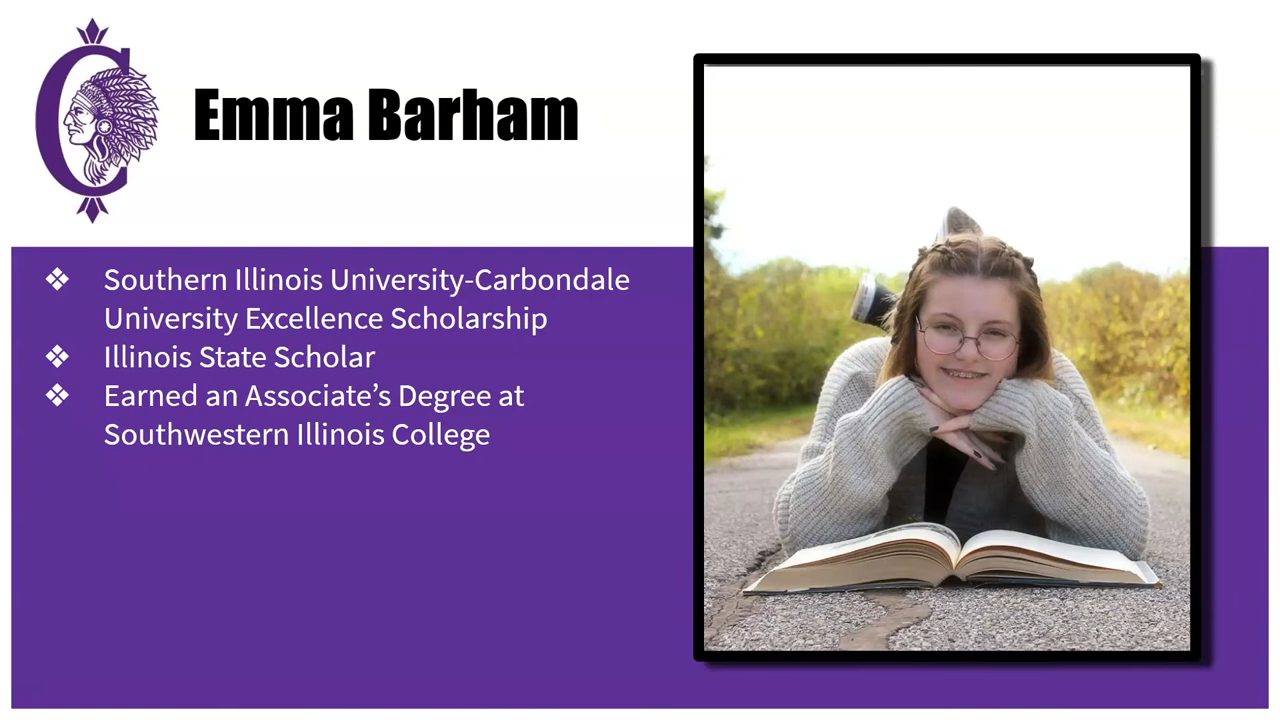 Emma Barham
❖ Southern Illinois University-Carbondale
University Excellence Scholarship
❖ Illinois State Scholar
❖ Earned an Associate’s Degree at
Southwestern Illinois College